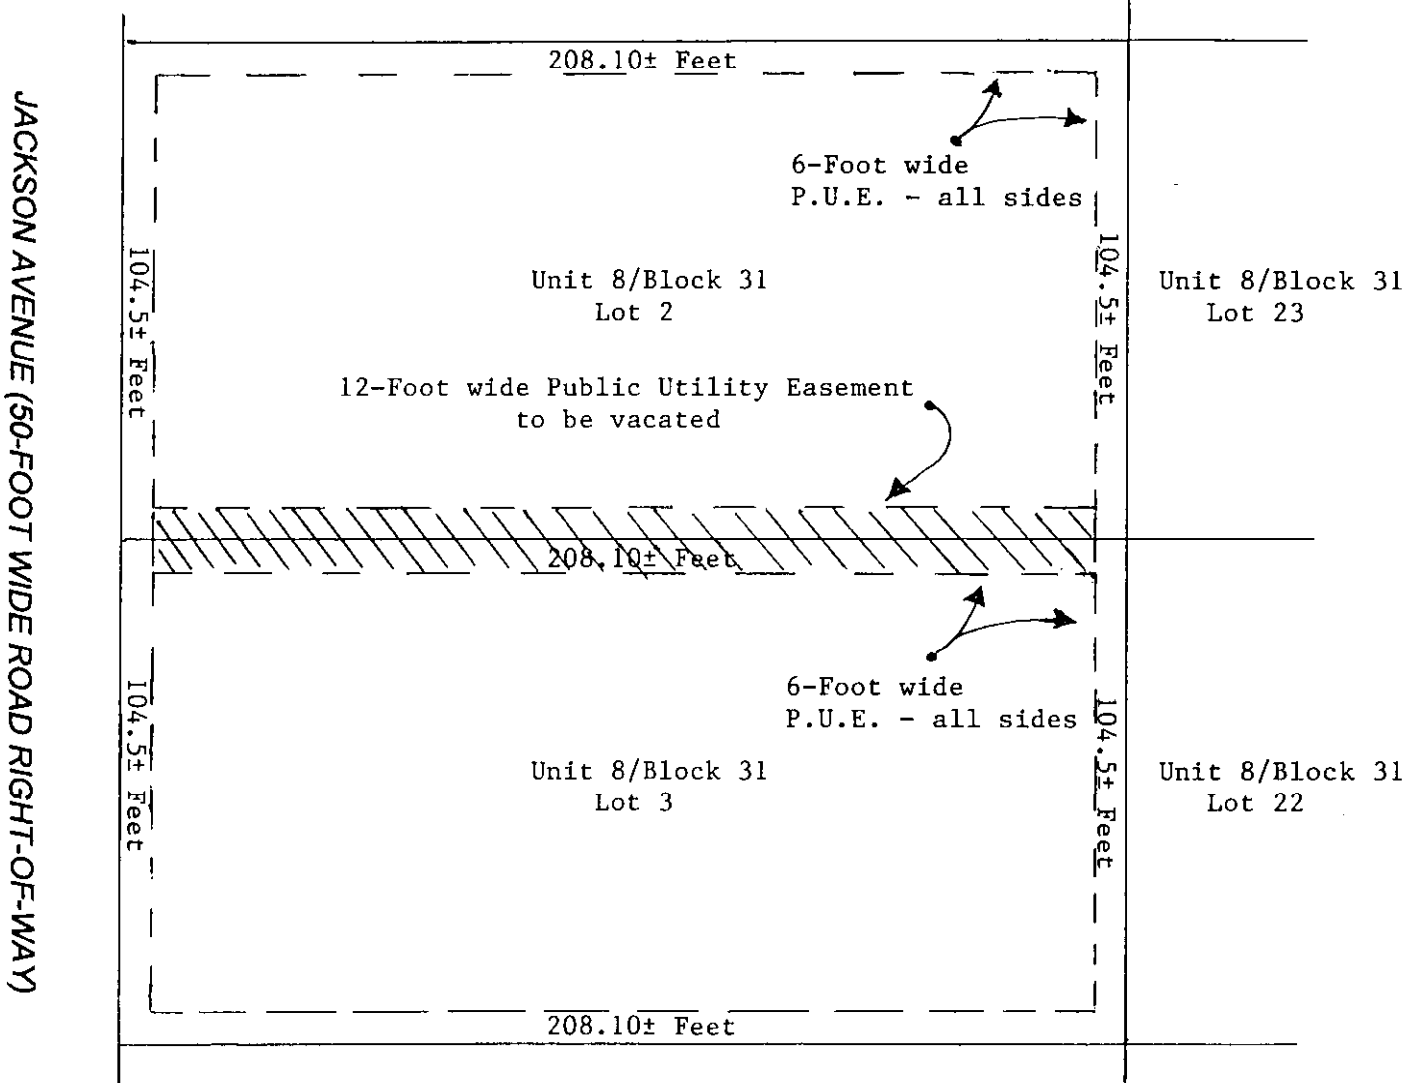 208.10± Feet
6-Foot wide
P.U.E. - all sides
JACKSON AVENUE (50-FOOT WIDE ROAD RIGHT-OF-WAY)
104.5± Feet
Unit 8/Block 31
Lot 2
104.5± Feet
Unit 8/Block 31
Lot 23
12-Foot wide Public Utility Easement
to be vacated
208.10± Feet
6-Foot wide
P.U.E. - all sides
104.5± Feet
Unit 8/Block 31
Lot 3
104.5± Feet
Unit 8/Block 31
Lot 22
208.10± Feet